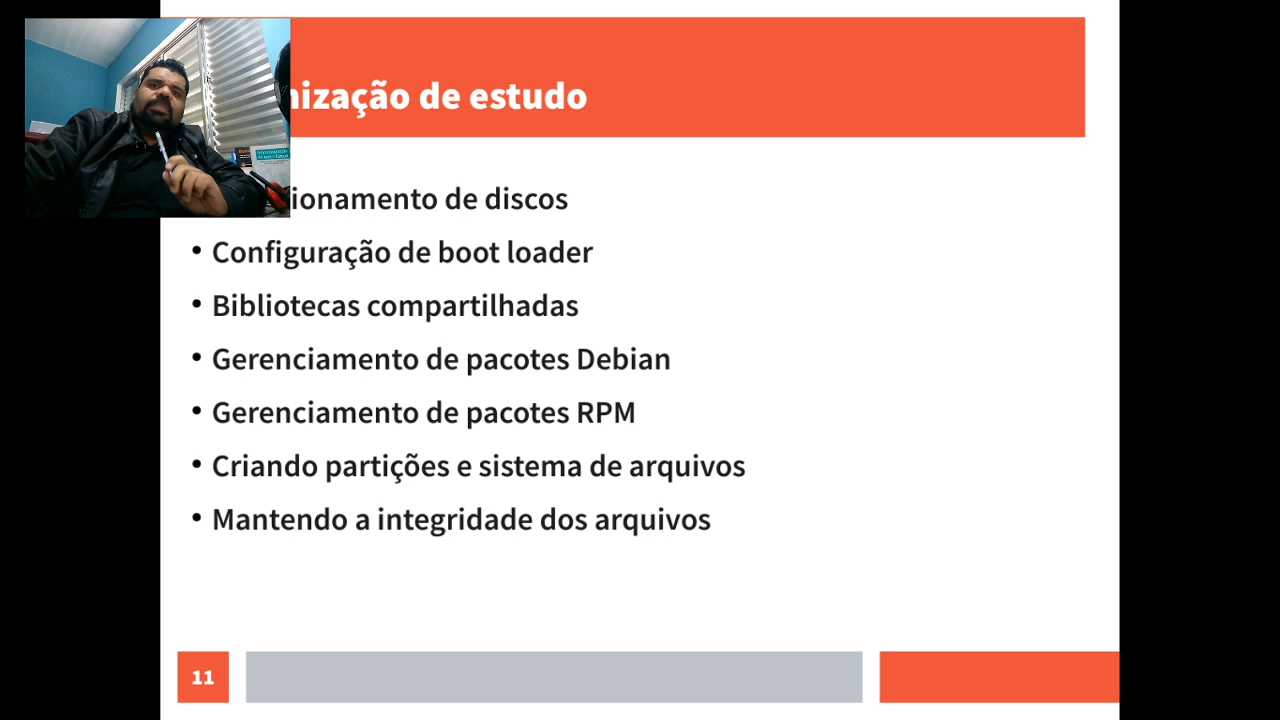 nização de estudo
ionamento de discos
• Configuração de boot loader
• Bibliotecas compartilhadas
• Gerenciamento de pacotes Debian
• Gerenciamento de pacotes RPM
• Criando partições e sistema de arquivos
• Mantendo a integridade dos arquivos
11